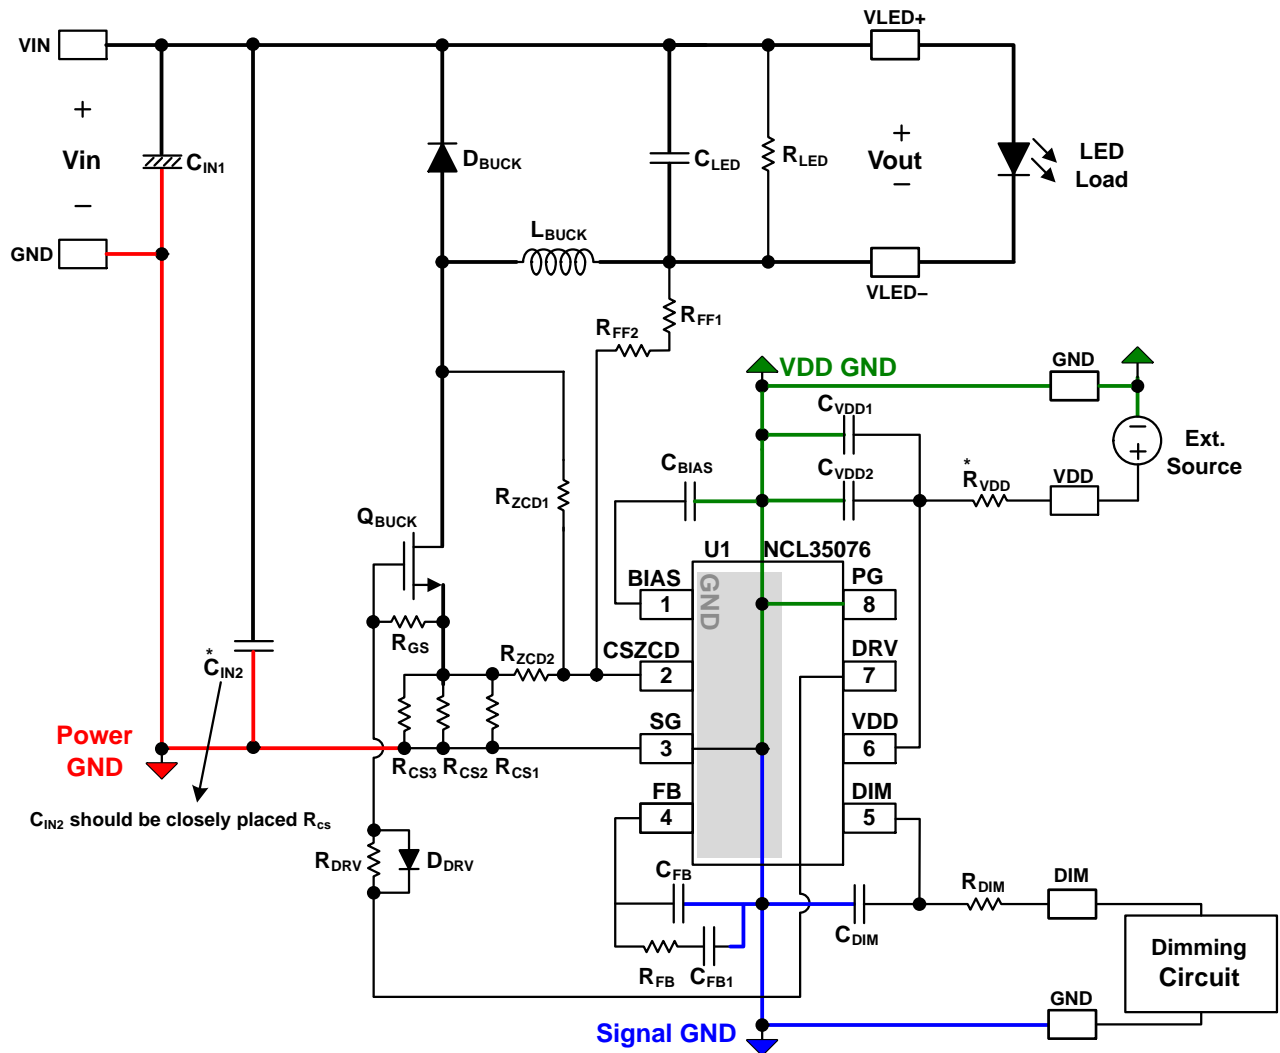 VIN
VLED+
+
Vin
−
CIN1
DBUCK
CLED
RLED
+
Vout
−
LED
Load
GND
LBUCK
VLED−
RFF1
RFF2
VDD GND
GND
CVDD1
−
+
Ext.
Source
CBIAS
CVDD2
*
RVDD
VDD
RZCD1
QBUCK
U1
NCL35076
GND
BIAS
1
PG
8
RGS
RZCD2
CSZCD
2
DRV
7
*
CIN2
SG
3
VDD
6
Power
GND
RCS3
RCS2
RCS1
FB
4
DIM
5
CIN2 should be closely placed Rcs
RDRV
DDRV
CFB
RDIM
DIM
CDIM
RFB
CFB1
Dimming
Circuit
GND
Signal GND